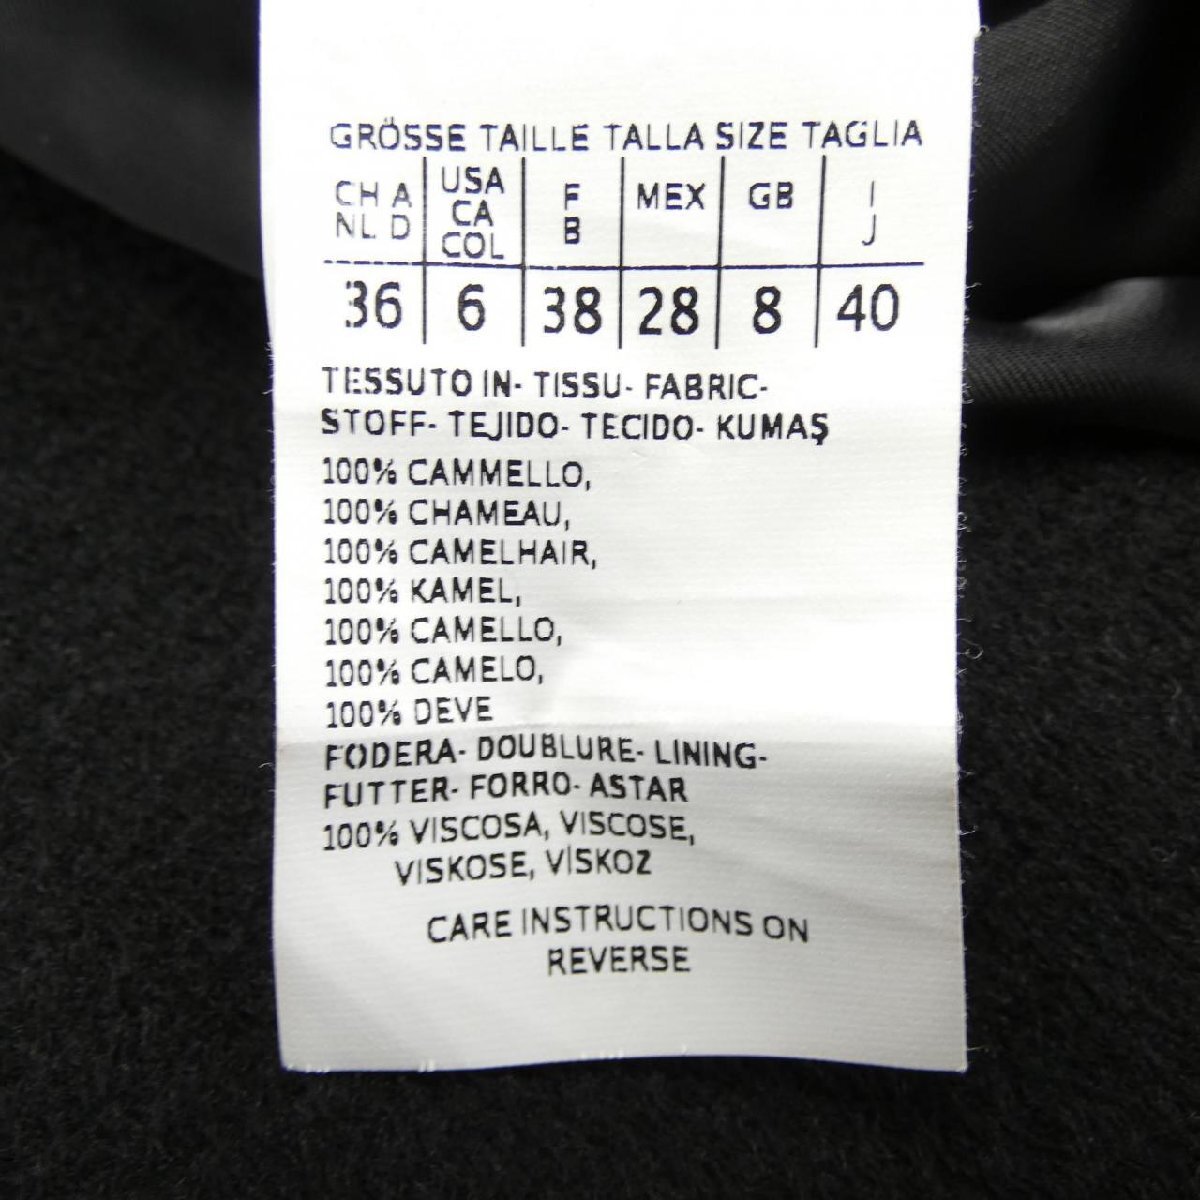 GRÖSSE TAILLE TALLA SIZE TAGLIA
CH A USA F MEX GB I
NL D CA B J
COL
36 6 38 28 8 40
TESSUTO IN- TISSU- FABRIC-
STOFF- TEJIDO- TECIDO- KUMAŞ
100% CAMMELLO,
100% CHAMEAU,
100% CAMELHAIR,
100% KAMEL,
100% CAMELLO,
100% CAMELO,
100% DEVE
FODERA- DOUBLURE- LINING-
FUTTER- FORRO- ASTAR
100% VISCOSA, VISCOSE,
VISKOSE, VISKOZ
CARE INSTRUCTIONS ON
REVERSE